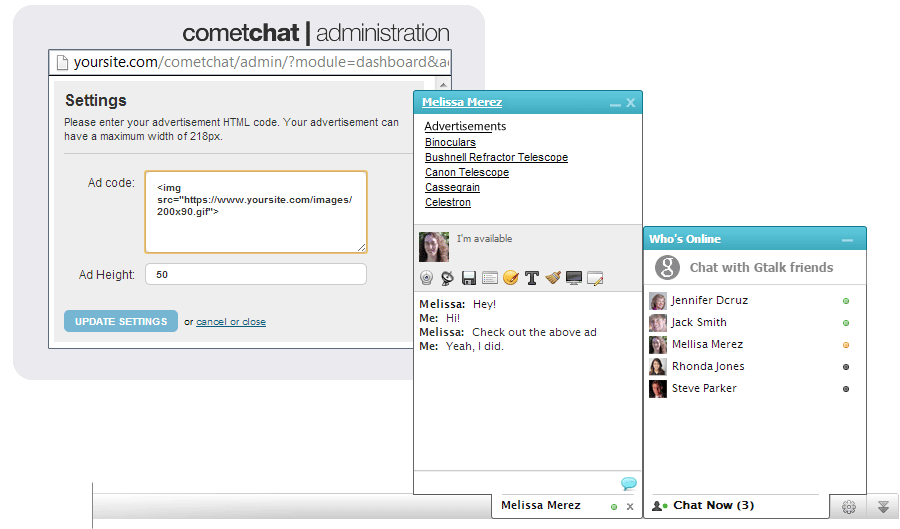 cometchat | administration
yoursite.com/cometchat/admin/?module=dashboard&ac
Settings
Please enter your advertisement HTML code. Your advertisement can
have a maximum width of 218px.
Ad code:
<img
src="https://www.yoursite.com/images/
200x90.gif">
Ad Height:
50
UPDATE SETTINGS
or cancel or close
Melissa Merez
Advertisements
Binoculars
Bushnell Refractor Telescope
Canon Telescope
Cassegrain
Celestron
I'm available
Melissa: Hey!
Me: Hi!
Melissa: Check out the above ad
Me: Yeah, I did.
Melissa Merez
Who's Online
Chat with Gtalk friends
Jennifer Dcruz
Jack Smith
Mellisa Merez
Rhonda Jones
Steve Parker
Chat Now (3)